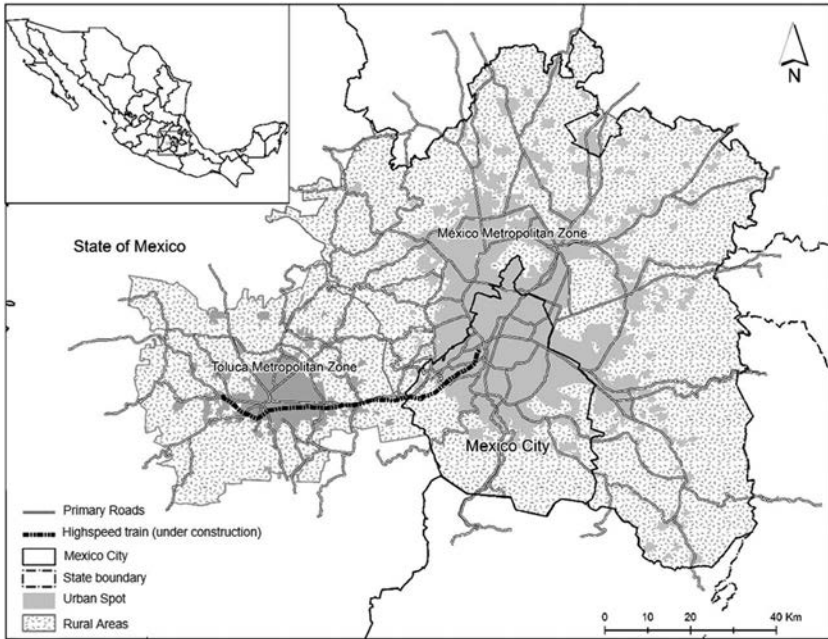 N
México Metropolitan Zone
State of Mexico
Toluca Metropolitan Zone
Mexico City
Primary Roads
Highspeed train (under construction)
Mexico City
State boundary
Urban Spot
Rural Areas
0 10 20 40 Km